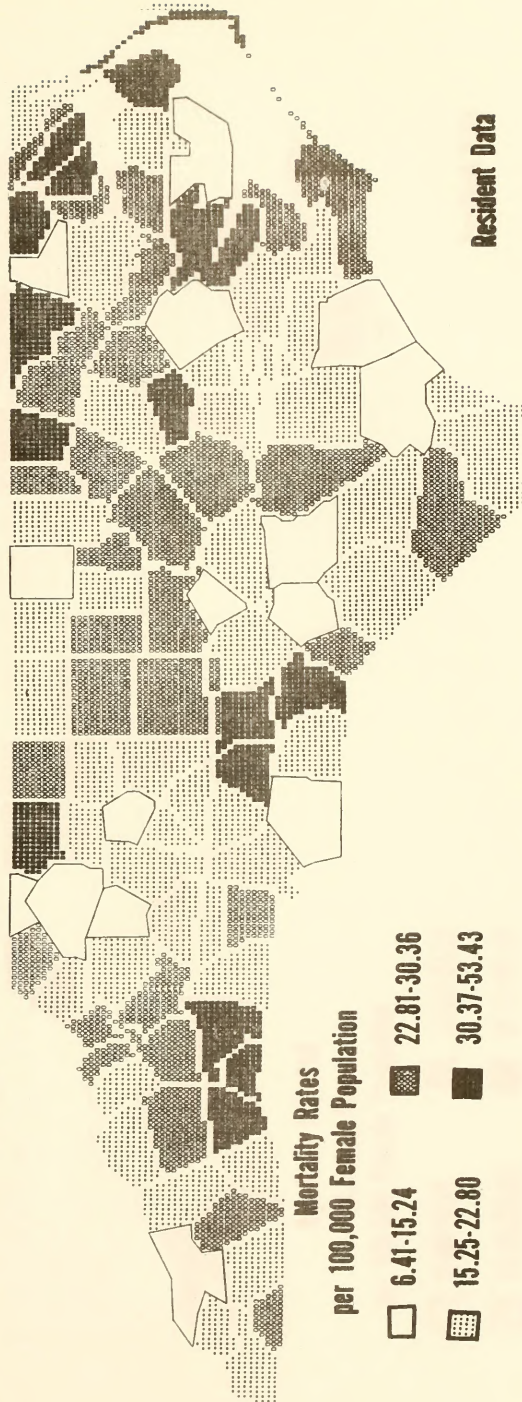 Mortality Rates
per 100,000 Female Population
6.41-15.24
22.81-30.36
15.25-22.80
30.37-53.43
Resident Data